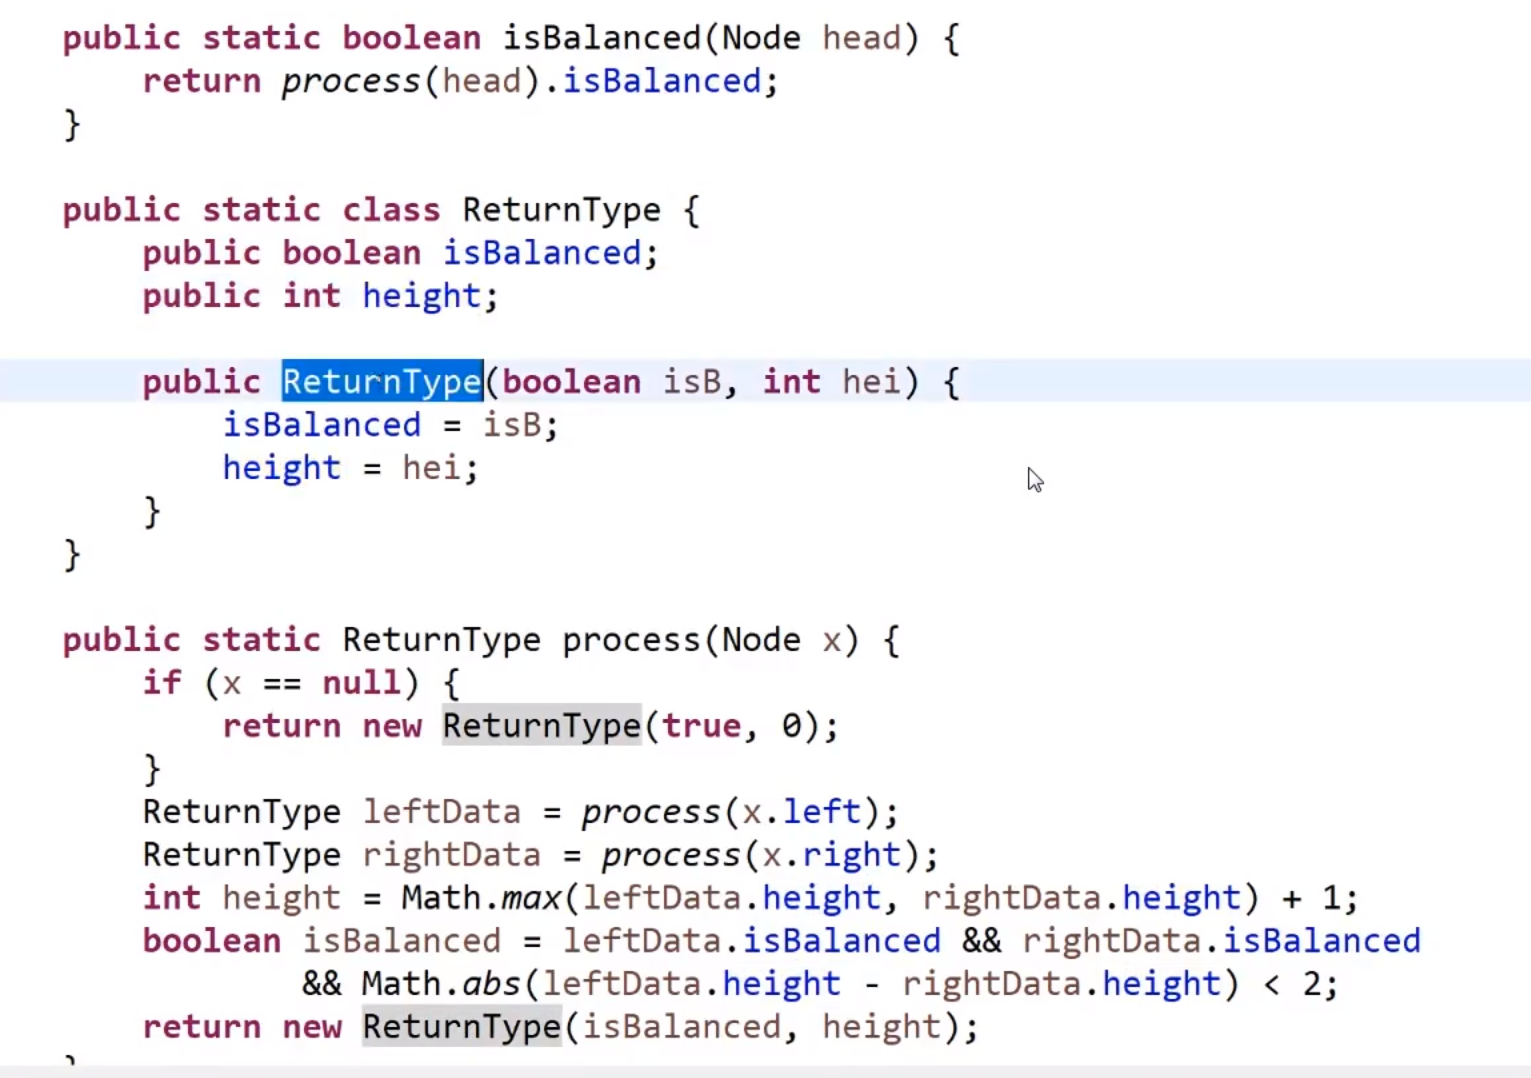 public static boolean isBalanced(Node head) {
    return process(head).isBalanced;
}

public static class ReturnType {
    public boolean isBalanced;
    public int height;

    public ReturnType(boolean isB, int hei) {
        isBalanced = isB;
        height = hei;
    }
}

public static ReturnType process(Node x) {
    if (x == null) {
        return new ReturnType(true, 0);
    }
    ReturnType leftData = process(x.left);
    ReturnType rightData = process(x.right);
    int height = Math.max(leftData.height, rightData.height) + 1;
    boolean isBalanced = leftData.isBalanced && rightData.isBalanced
            && Math.abs(leftData.height - rightData.height) < 2;
    return new ReturnType(isBalanced, height);
}